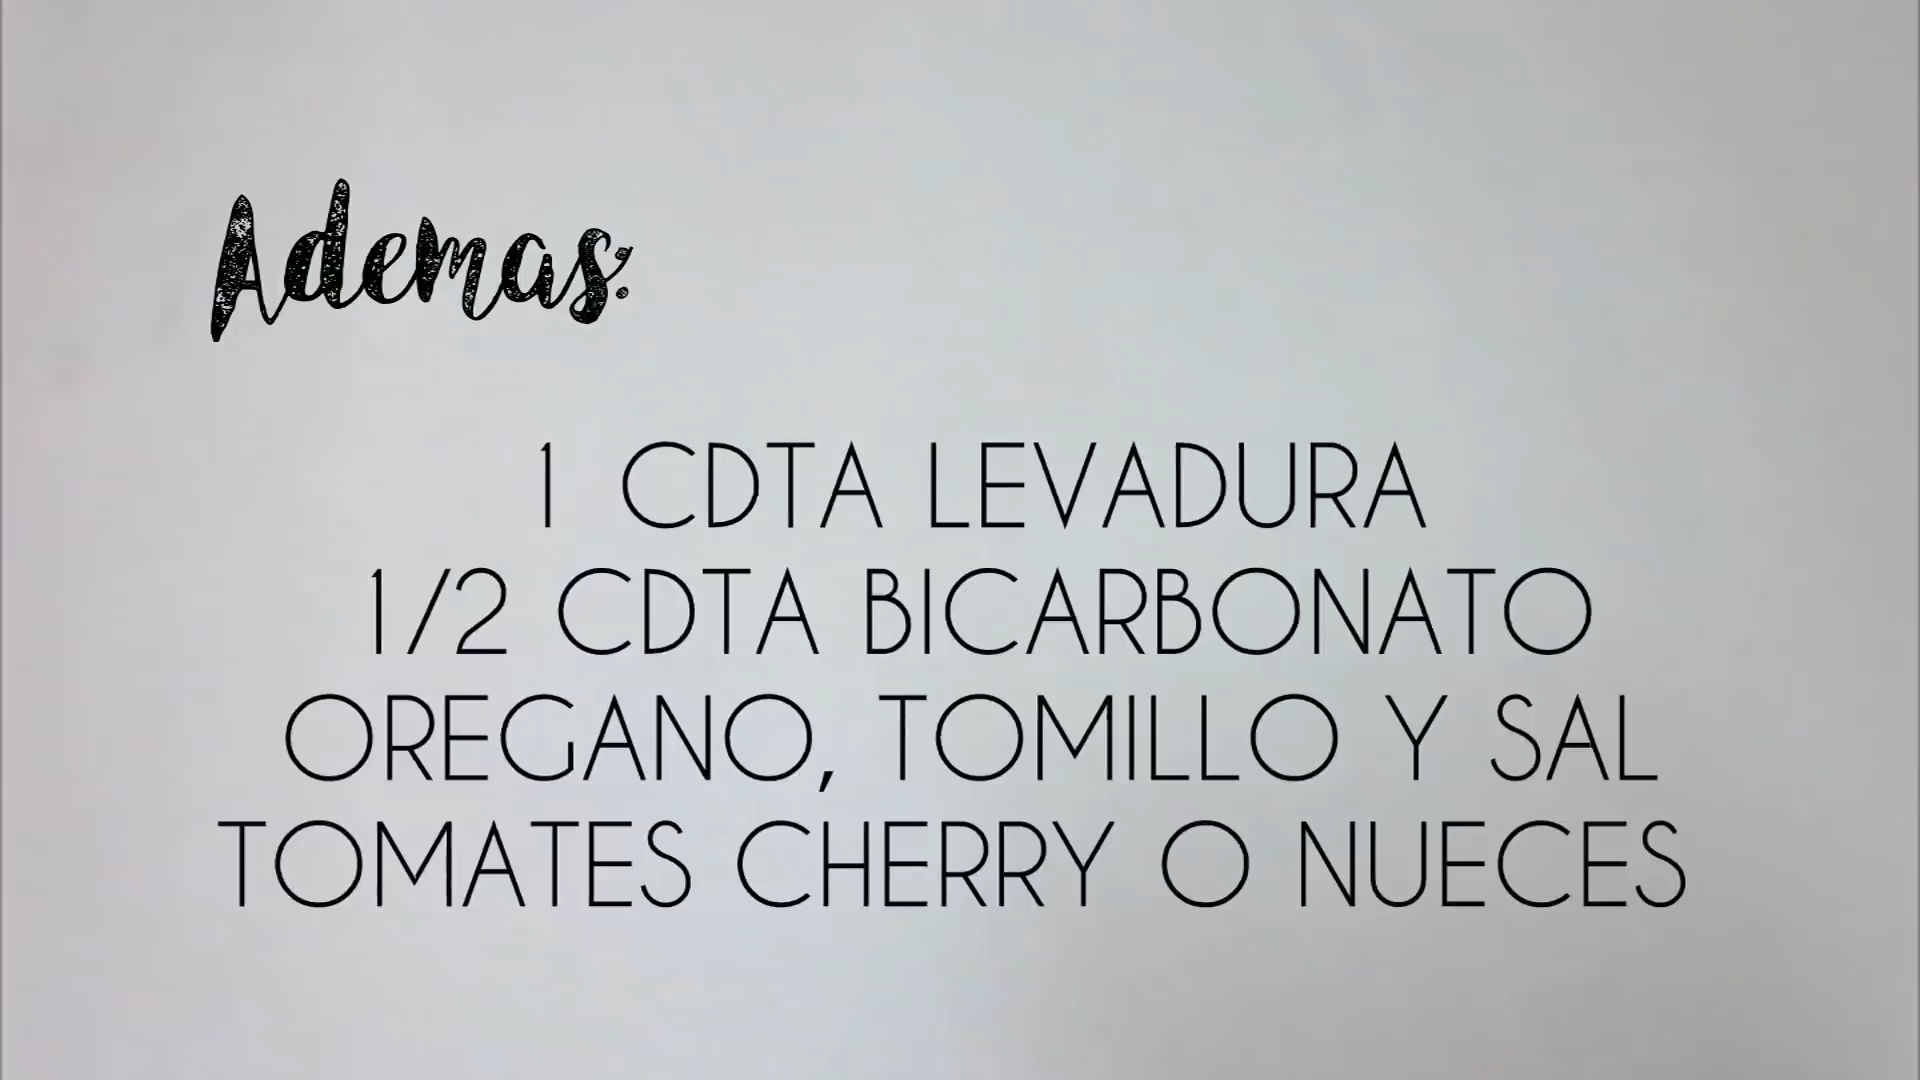 Ademas:
1 CDTA LEVADURA
1/2 CDTA BICARBONATO
OREGANO, TOMILLO Y SAL
TOMATES CHERRY O NUECES